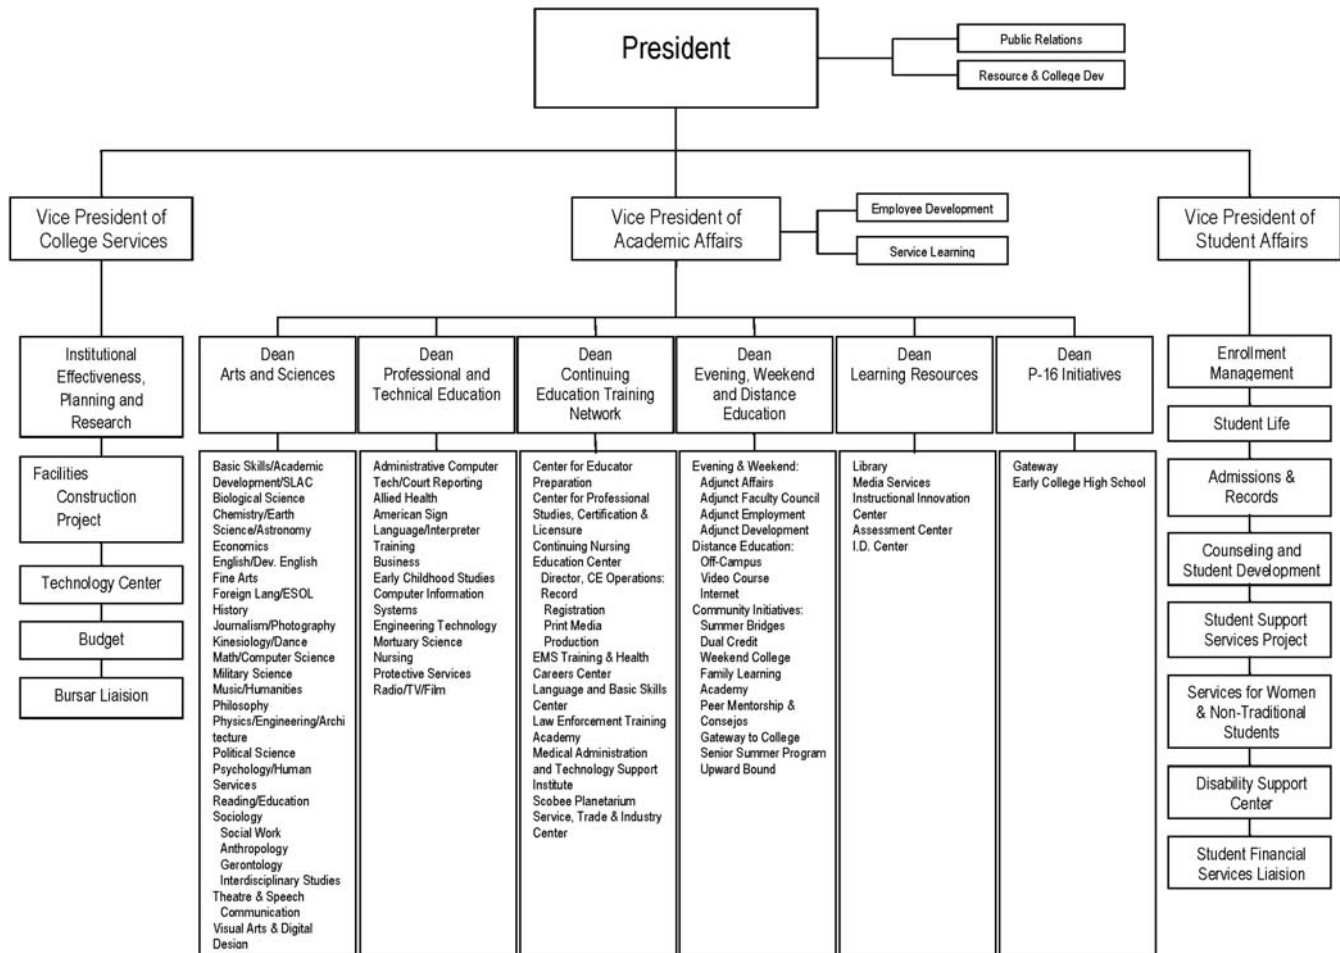 President
Public Relations
Resource & College Dev
Vice President of
College Services
Vice President of
Academic Affairs
Employee Development
Service Learning
Vice President of
Student Affairs
Institutional
Effectiveness,
Planning and
Research
Facilities
Construction
Project
Technology Center
Budget
Bursar Liaision
Dean
Arts and Sciences
Basic Skills/Academic
Development/SLAC
Biological Science
Chemistry/Earth
Science/Astronomy
Economics
English/Dev. English
Fine Arts
Foreign Lang/ESOL
History
Journalism/Photography
Kinesiology/Dance
Math/Computer Science
Military Science
Music/Humanities
Philosophy
Physics/Engineering/Archi
tecture
Political Science
Psychology/Human
Services
Reading/Education
Sociology
Social Work
Anthropology
Gerontology
Interdisciplinary Studies
Theatre & Speech
Communication
Visual Arts & Digital
Design
Dean
Professional and
Technical Education
Administrative Computer
Tech/Court Reporting
Allied Health
American Sign
Language/Interpreter
Training
Business
Early Childhood Studies
Computer Information
Systems
Engineering Technology
Mortuary Science
Nursing
Protective Services
Radio/TV/Film
Dean
Continuing
Education Training
Network
Center for Educator
Preparation
Center for Professional
Studies, Certification &
Licensure
Continuing Nursing
Education Center
Director, CE Operations:
Record
Registration
Print Media
Production
EMS Training & Health
Careers Center
Language and Basic Skills
Center
Law Enforcement Training
Academy
Medical Administration
and Technology Support
Institute
Scobee Planetarium
Service, Trade & Industry
Center
Dean
Evening, Weekend
and Distance
Education
Evening & Weekend:
Adjunct Affairs
Adjunct Faculty Council
Adjunct Employment
Adjunct Development
Distance Education:
Off-Campus
Video Course
Internet
Community Initiatives:
Summer Bridges
Dual Credit
Weekend College
Family Learning
Academy
Peer Mentorship &
Consejos
Gateway to College
Senior Summer Program
Upward Bound
Dean
Learning Resources
Library
Media Services
Instructional Innovation
Center
Assessment Center
I.D. Center
Dean
P-16 Initiatives
Gateway
Early College High School
Enrollment
Management
Student Life
Admissions &
Records
Counseling and
Student Development
Student Support
Services Project
Services for Women
& Non-Traditional
Students
Disability Support
Center
Student Financial
Services Liaision